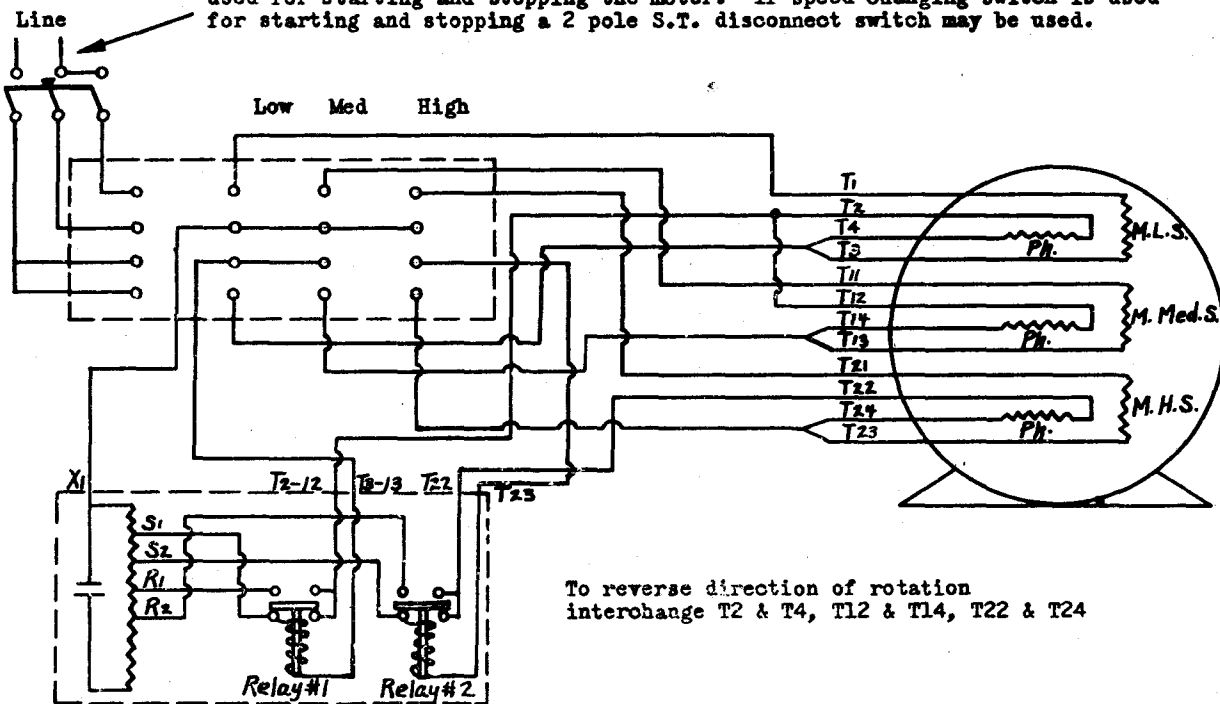 used for starting and stopping the motor. If speed changing switch is used
for starting and stopping a 2 pole S.T. disconnect switch may be used.
Line
Low Med High
T1
T2
T4
T3
Ph.
M.L.S.
T11
T12
T14
T13
Ph.
M. Med. S.
T21
T22
T24
T23
Ph.
M.H.S.
X1
T2-12
T3-13
T22
T23
S1
S2
R1
R2
Relay#1
Relay#2
To reverse direction of rotation
interchange T2 & T4, T12 & T14, T22 & T24